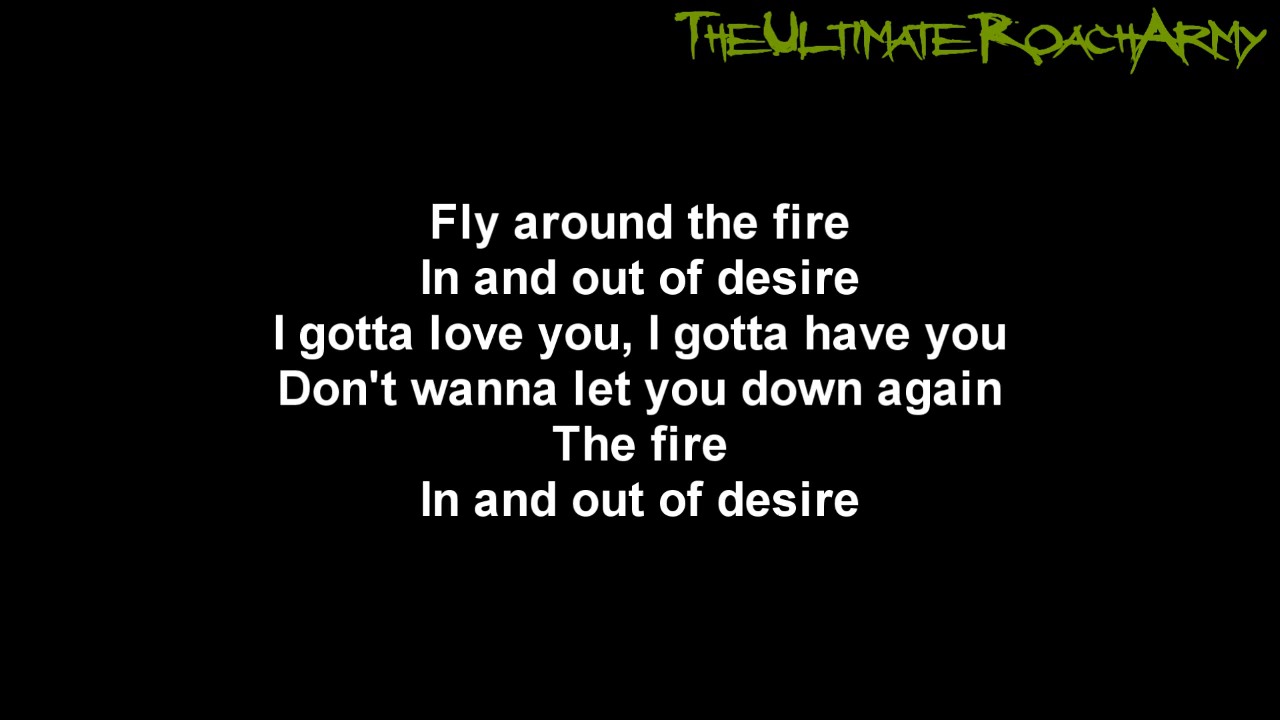 TheUltimateRoachArmy
Fly around the fire
In and out of desire
I gotta love you, I gotta have you
Don't wanna let you down again
The fire
In and out of desire